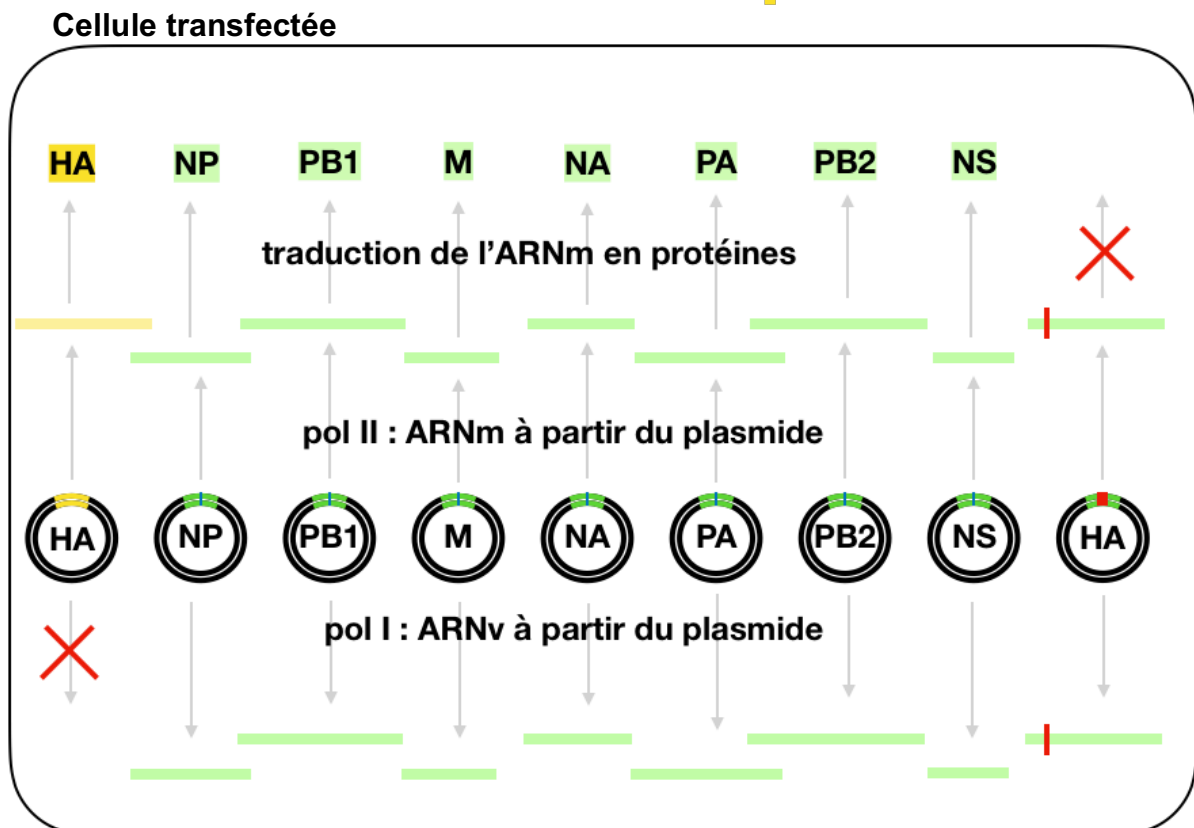 Cellule transfectée
HA NP PB1 M NA PA PB2 NS
traduction de l'ARNm en protéines
pol II : ARNm à partir du plasmide
HA NP PB1 M NA PA PB2 NS HA
pol I : ARNv à partir du plasmide